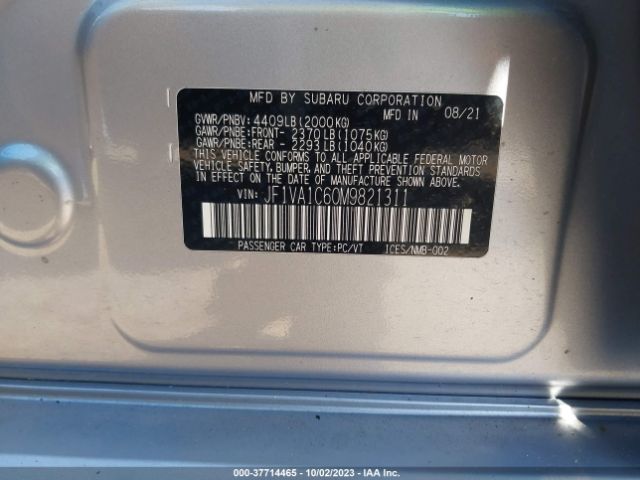 MFD BY SUBARU CORPORATION
GVWR/PNBV: 4409LB(2000KG) MFD IN 08/21
GAWR/PNBE:FRONT- 2370LB(1075KG)
GAWR/PNBE:REAR - 2293LB(1040KG)
THIS VEHICLE CONFORMS TO ALL APPLICABLE FEDERAL MOTOR
VEHICLE SAFETY, BUMPER, AND THEFT PREVENTION STANDARDS
IN EFFECT ON THE DATE OF MANUFACTURE SHOWN ABOVE.
VIN: JF1VA1C60M9821311
PASSENGER CAR TYPE:PC/VT ICES/NMB-002
000-37714465 - 10/02/2023 - IAA Inc.